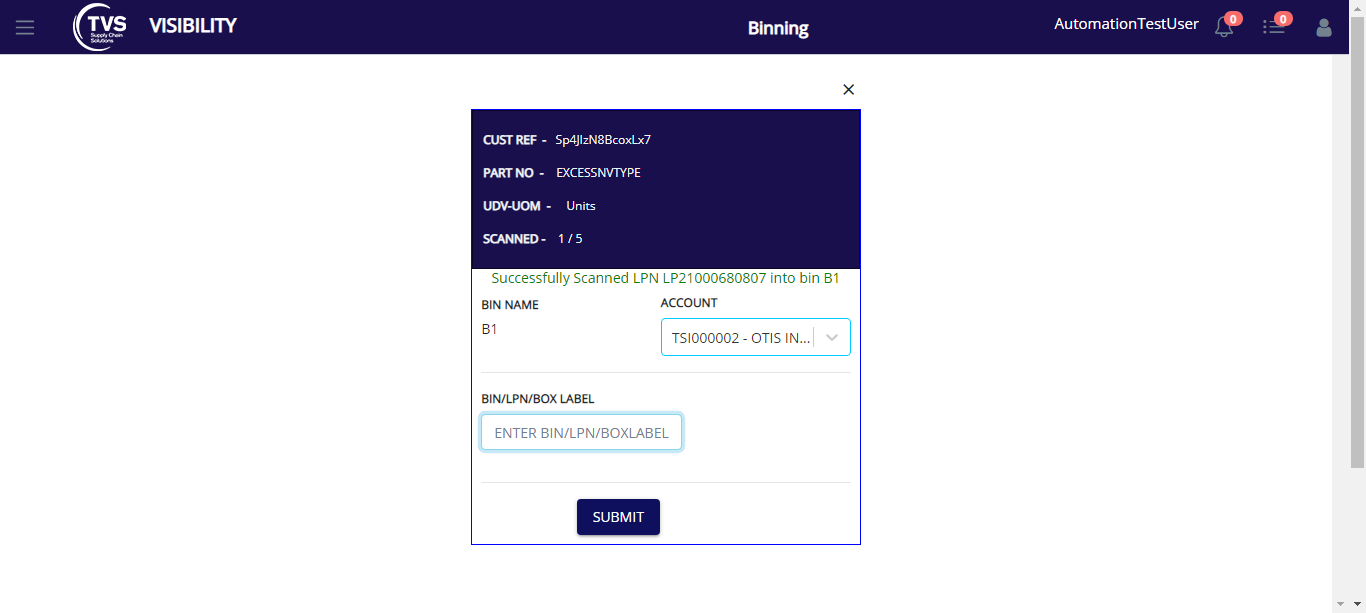 TVS
Supply Chain
Solutions
VISIBILITY
Binning
AutomationTestUser
0
0
CUST REF - Sp4JIzN8BcoxLx7
PART NO - EXCESSNVTYPE
UDV-UOM - Units
SCANNED - 1 / 5
Successfully Scanned LPN LP21000680807 into bin B1
BIN NAME
B1
ACCOUNT
TSI000002 - OTIS IN...
BIN/LPN/BOX LABEL
ENTER BIN/LPN/BOXLABEL
SUBMIT